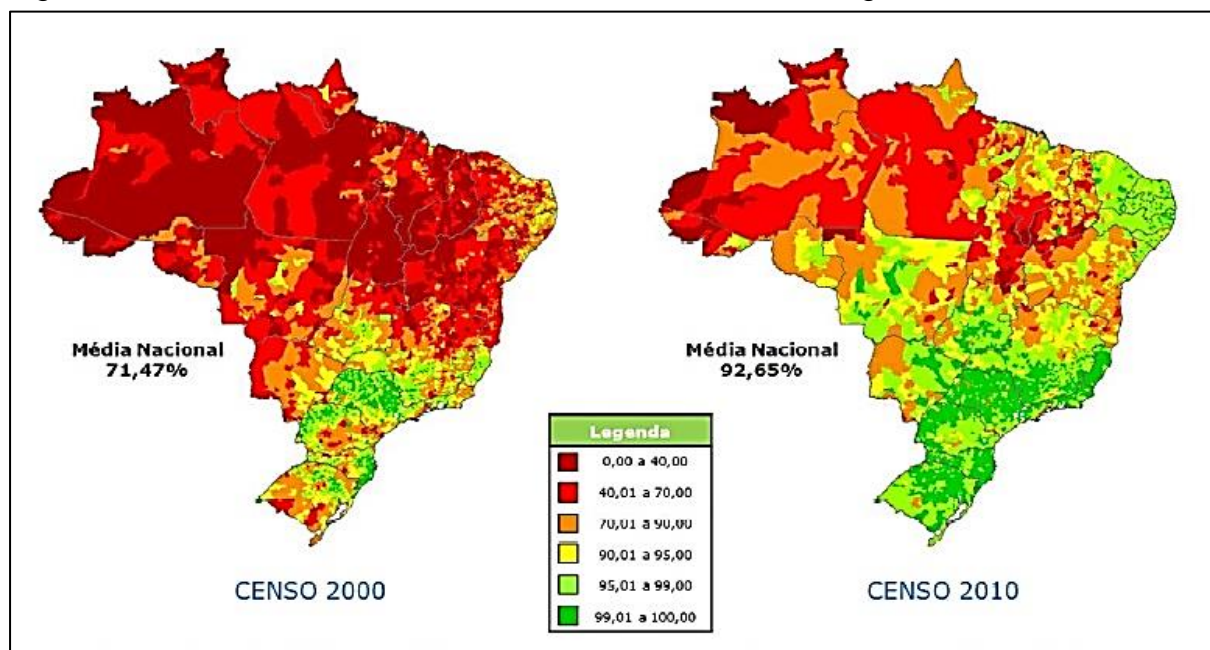 Média Nacional
71,47%
CENSO 2000
Média Nacional
92,65%
CENSO 2010
Legenda
0,00 a 40,00
40,01 a 70,00
70,01 a 90,00
90,01 a 95,00
95,01 a 99,00
99,01 a 100,00